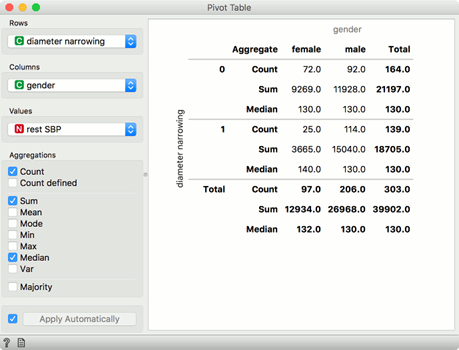 Pivot Table
Rows
C diameter narrowing
Columns
C gender
Values
N rest SBP
Aggregations
Count
Count defined
Sum
Mean
Mode
Min
Max
Median
Var
Majority
Apply Automatically
?
gender
Aggregate female male Total
diameter narrowing
0 Count 72.0 92.0 164.0
Sum 9269.0 11928.0 21197.0
Median 130.0 130.0 130.0
1 Count 25.0 114.0 139.0
Sum 3665.0 15040.0 18705.0
Median 140.0 130.0 130.0
Total Count 97.0 206.0 303.0
Sum 12934.0 26968.0 39902.0
Median 132.0 130.0 130.0